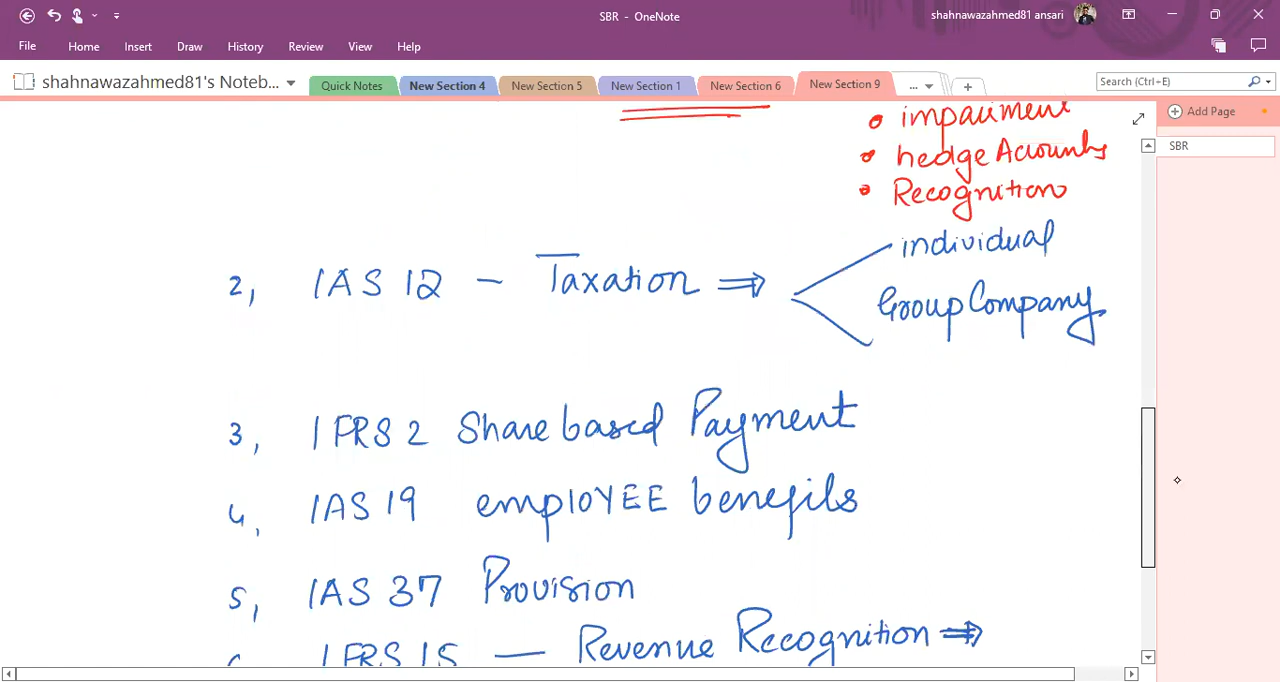 SBR - OneNote
shahnawazahmed81 ansari
File Home Insert Draw History Review View Help
shahnawazahmed81's Noteb...
Quick Notes New Section 4 New Section 5 New Section 1 New Section 6 New Section 9 ...
Search (Ctrl+E)
Add Page
SBR
• impairment
• hedge Accounts
• Recognition
individual
2, IAS 12 - Taxation ⇒
Group Company
3, IFRS 2 Share based Payment
4, IAS 19 employEE benefits
5, IAS 37 Provision
6 IFRS 15 — Revenue Recognition ⇒